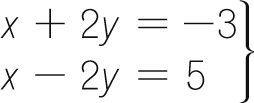 x + 2y = −3
x − 2y = 5